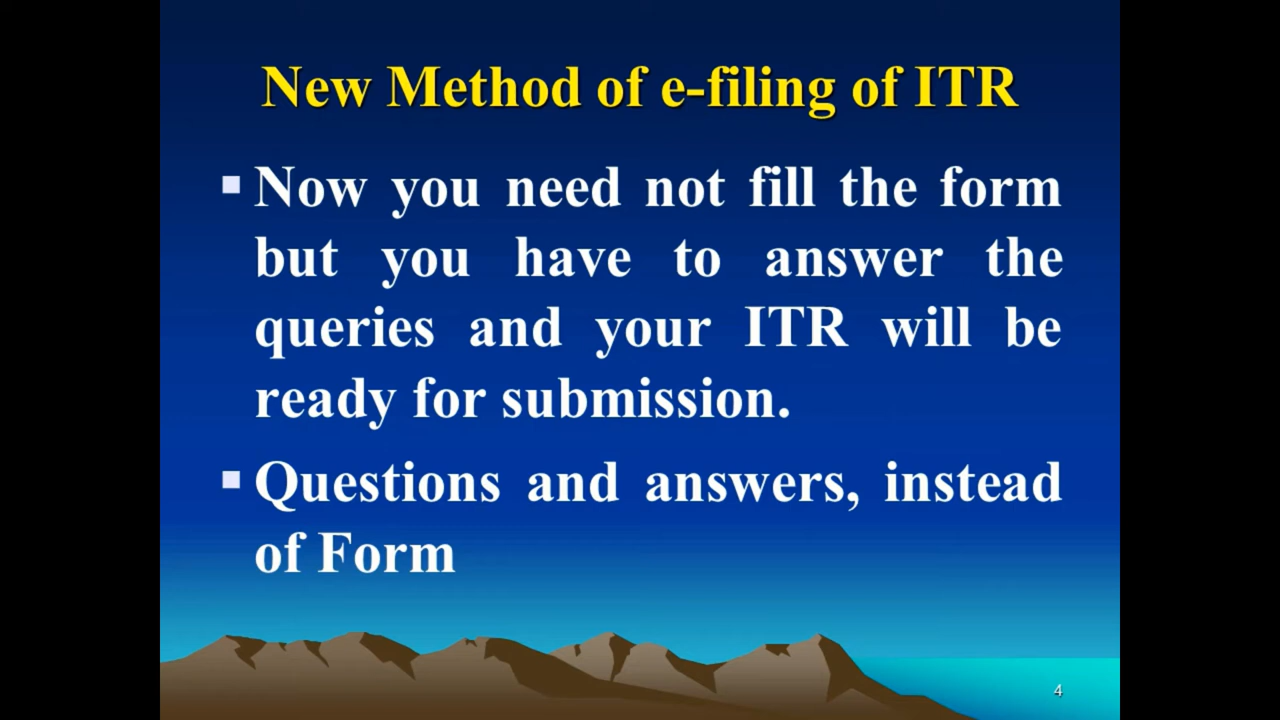 New Method of e-filing of ITR
▪ Now you need not fill the form
but you have to answer the
queries and your ITR will be
ready for submission.
▪ Questions and answers, instead
of Form
4